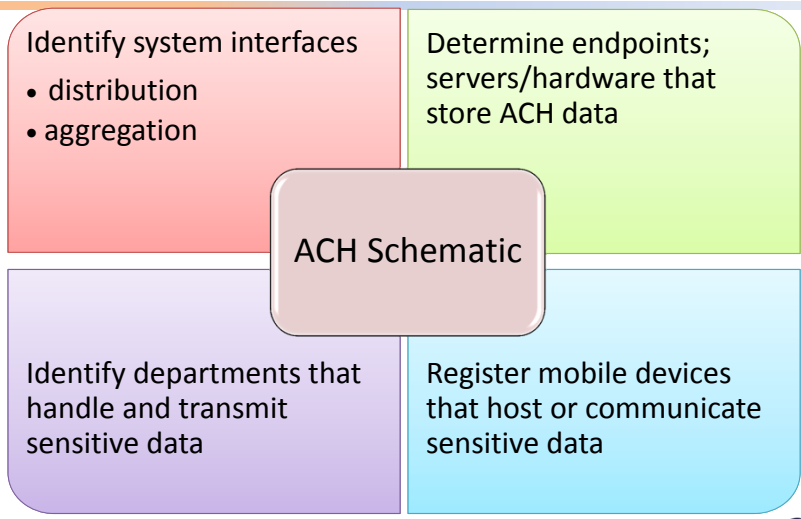 Identify system interfaces
• distribution
• aggregation
Determine endpoints;
servers/hardware that
store ACH data
ACH Schematic
Identify departments that
handle and transmit
sensitive data
Register mobile devices
that host or communicate
sensitive data